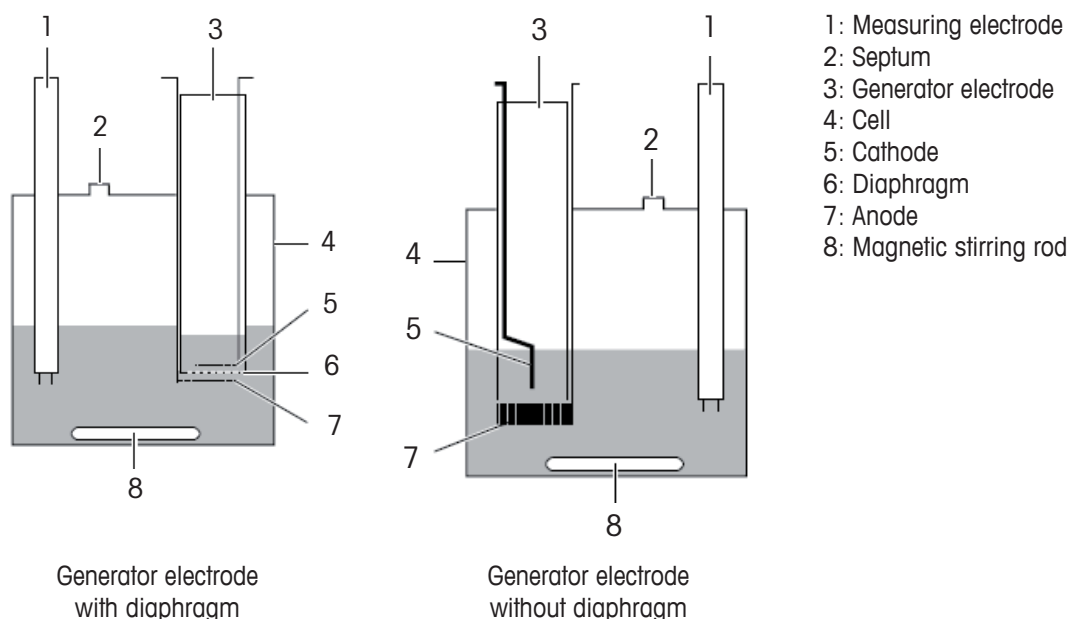 1
3
2
4
5
6
7
8
Generator electrode
with diaphragm
3
1
2
4
5
7
8
Generator electrode
without diaphragm
1: Measuring electrode
2: Septum
3: Generator electrode
4: Cell
5: Cathode
6: Diaphragm
7: Anode
8: Magnetic stirring rod